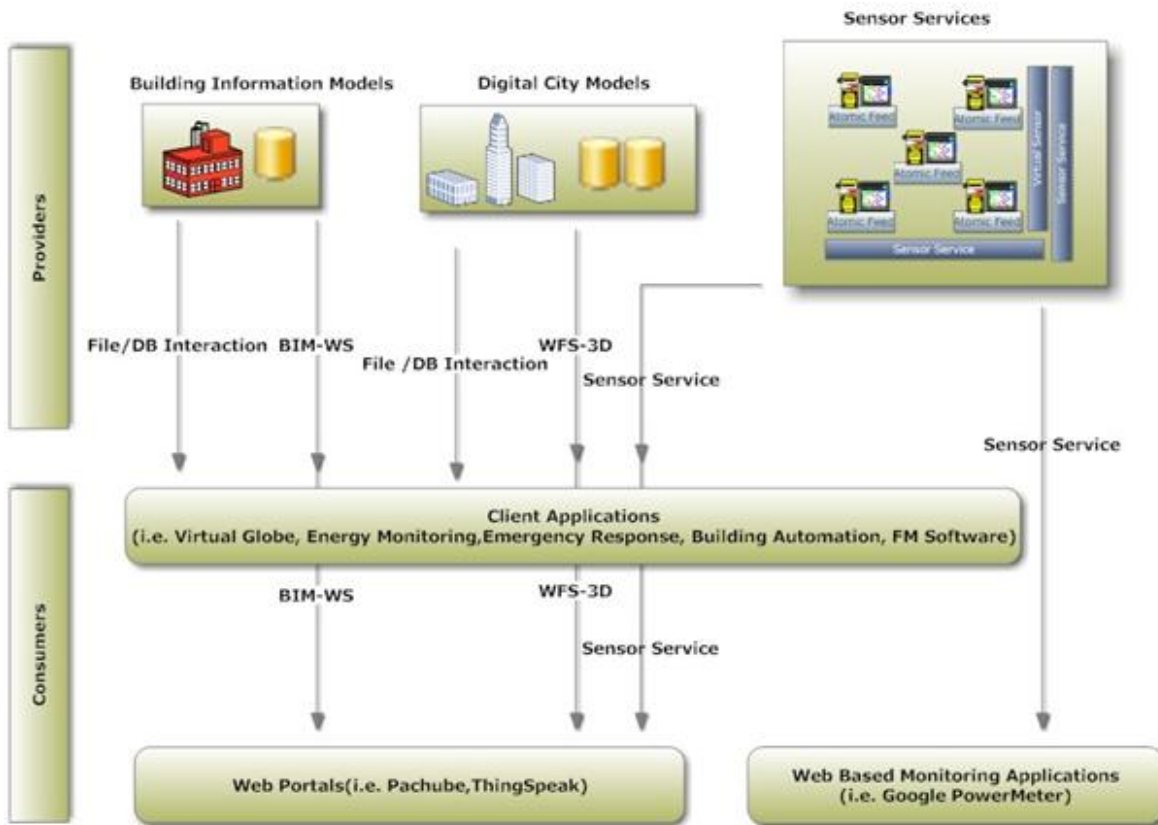 Sensor Services
Building Information Models
Digital City Models
Atomic Feed
Atomic Feed
Atomic Feed
Atomic Feed
Atomic Feed
Virtual Sensor
Sensor Service
Sensor Service
Providers
File/DB Interaction
BIM-WS
File /DB Interaction
WFS-3D
Sensor Service
Sensor Service
Client Applications
(i.e. Virtual Globe, Energy Monitoring,Emergency Response, Building Automation, FM Software)
BIM-WS
WFS-3D
Sensor Service
Consumers
Web Portals(i.e. Pachube,ThingSpeak)
Web Based Monitoring Applications
(i.e. Google PowerMeter)